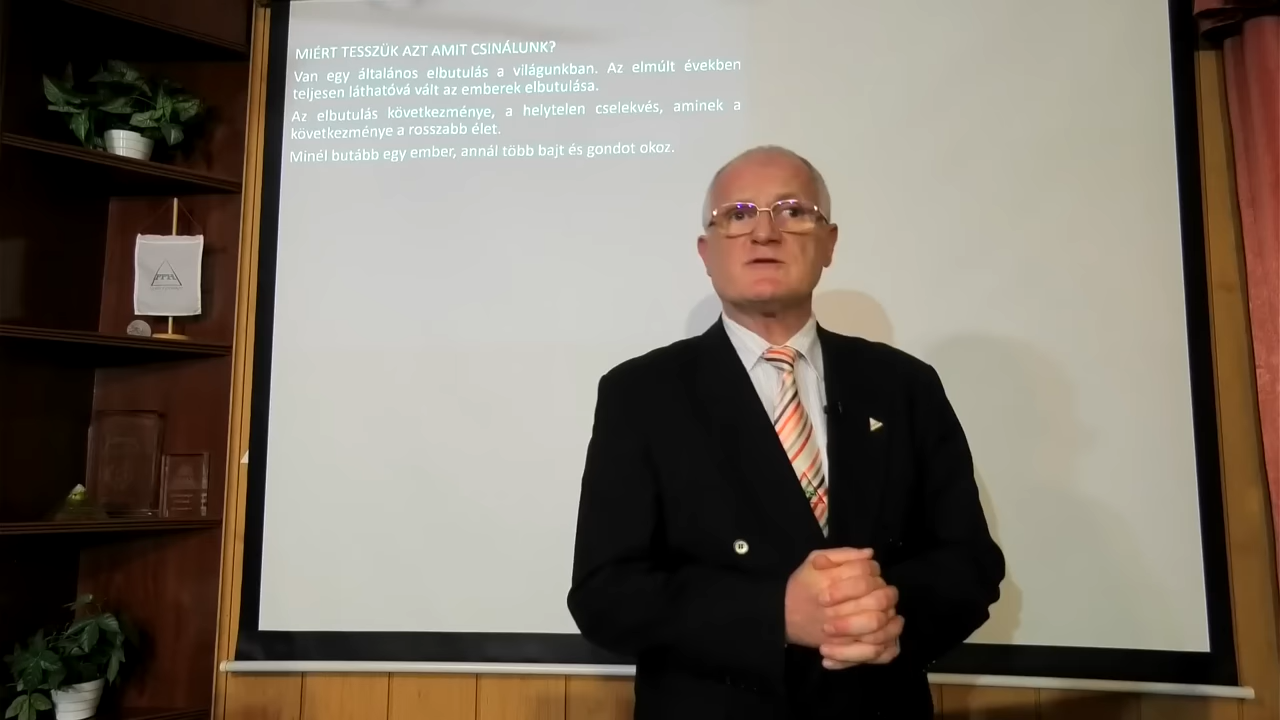 MIÉRT TESSZÜK AZT AMIT CSINÁLUNK?
Van egy általános elbutulás a világunkban. Az elmúlt években
teljesen láthatóvá vált az emberek elbutulása.
Az elbutulás következménye, a helytelen cselekvés, aminek a
következménye a rosszabb élet.
Minél butább egy ember, annál több bajt és gondot okoz.